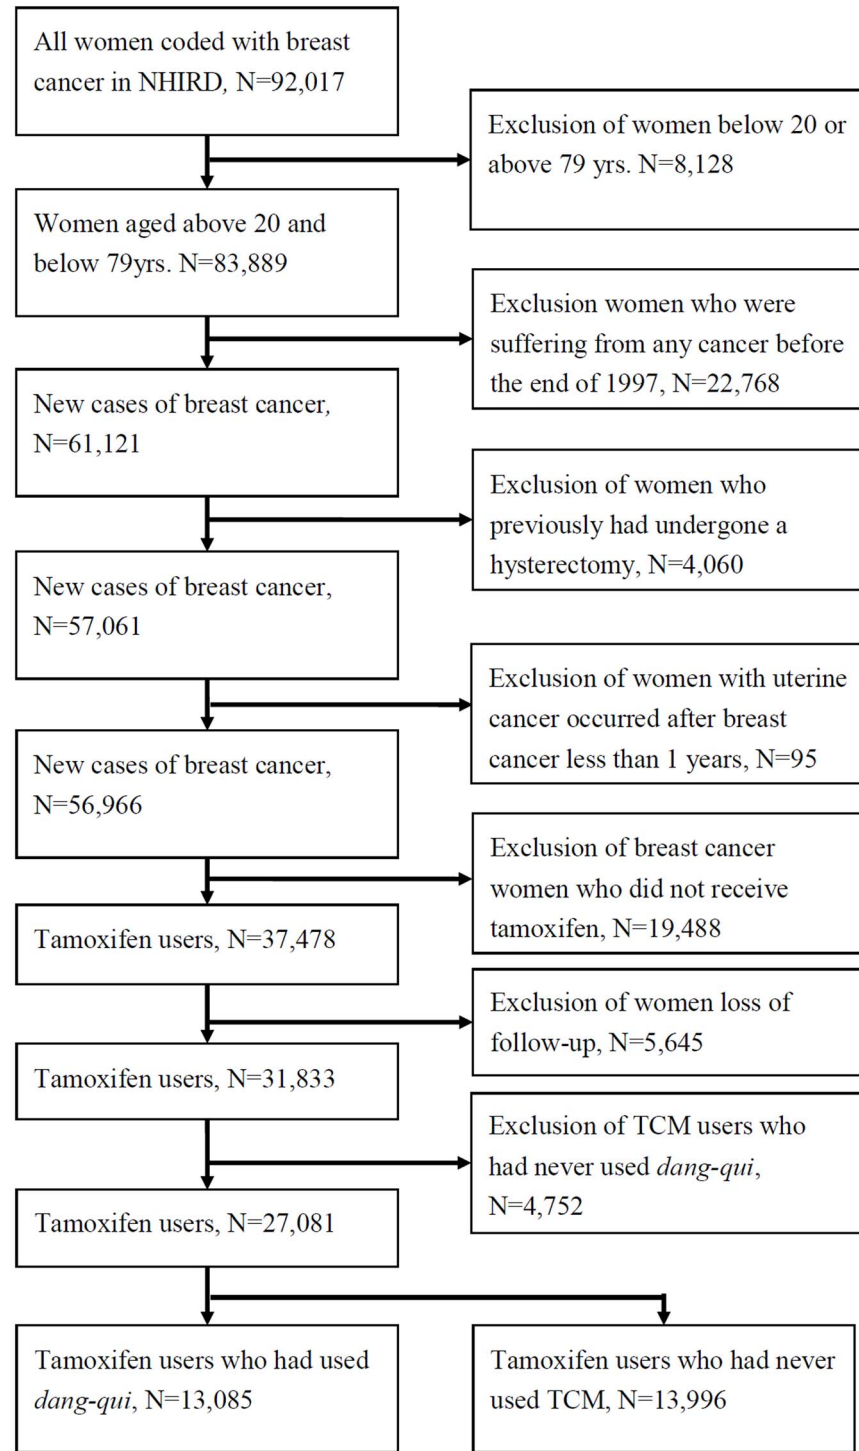 All women coded with breast
cancer in NHIRD, N=92,017
Exclusion of women below 20 or
above 79 yrs. N=8,128
Women aged above 20 and
below 79yrs. N=83,889
Exclusion women who were
suffering from any cancer before
the end of 1997, N=22,768
New cases of breast cancer,
N=61,121
Exclusion of women who
previously had undergone a
hysterectomy, N=4,060
New cases of breast cancer,
N=57,061
Exclusion of women with uterine
cancer occurred after breast
cancer less than 1 years, N=95
New cases of breast cancer,
N=56,966
Exclusion of breast cancer
women who did not receive
tamoxifen, N=19,488
Tamoxifen users, N=37,478
Exclusion of women loss of
follow-up, N=5,645
Tamoxifen users, N=31,833
Exclusion of TCM users who
had never used dang-qui,
N=4,752
Tamoxifen users, N=27,081
Tamoxifen users who had used
dang-qui, N=13,085
Tamoxifen users who had never
used TCM, N=13,996